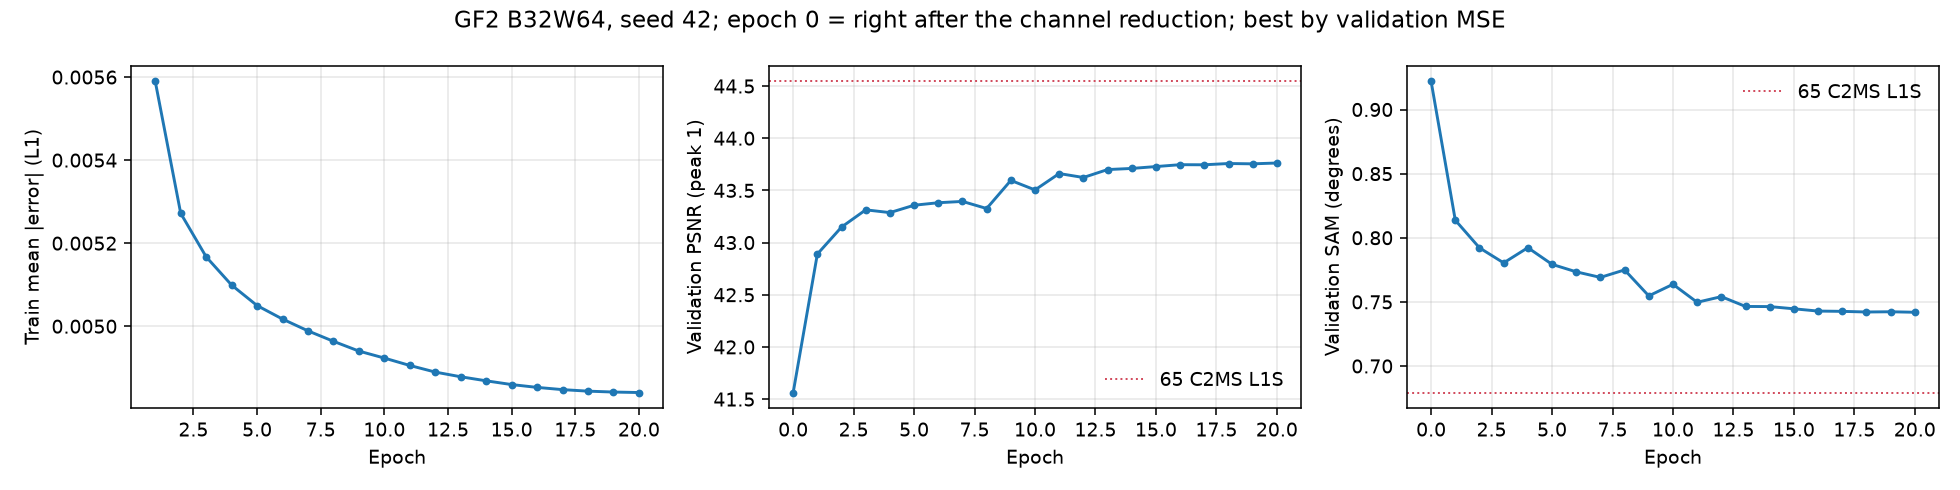 GF2 B32W64, seed 42; epoch 0 = right after the channel reduction; best by validation MSE
Train mean |error| (L1)
0.0056
0.0054
0.0052
0.0050
2.5 5.0 7.5 10.0 12.5 15.0 17.5 20.0
Epoch
Validation PSNR (peak 1)
44.5
44.0
43.5
43.0
42.5
42.0
41.5
65 C2MS L1S
0.0 2.5 5.0 7.5 10.0 12.5 15.0 17.5 20.0
Epoch
Validation SAM (degrees)
0.90
0.85
0.80
0.75
0.70
65 C2MS L1S
0.0 2.5 5.0 7.5 10.0 12.5 15.0 17.5 20.0
Epoch